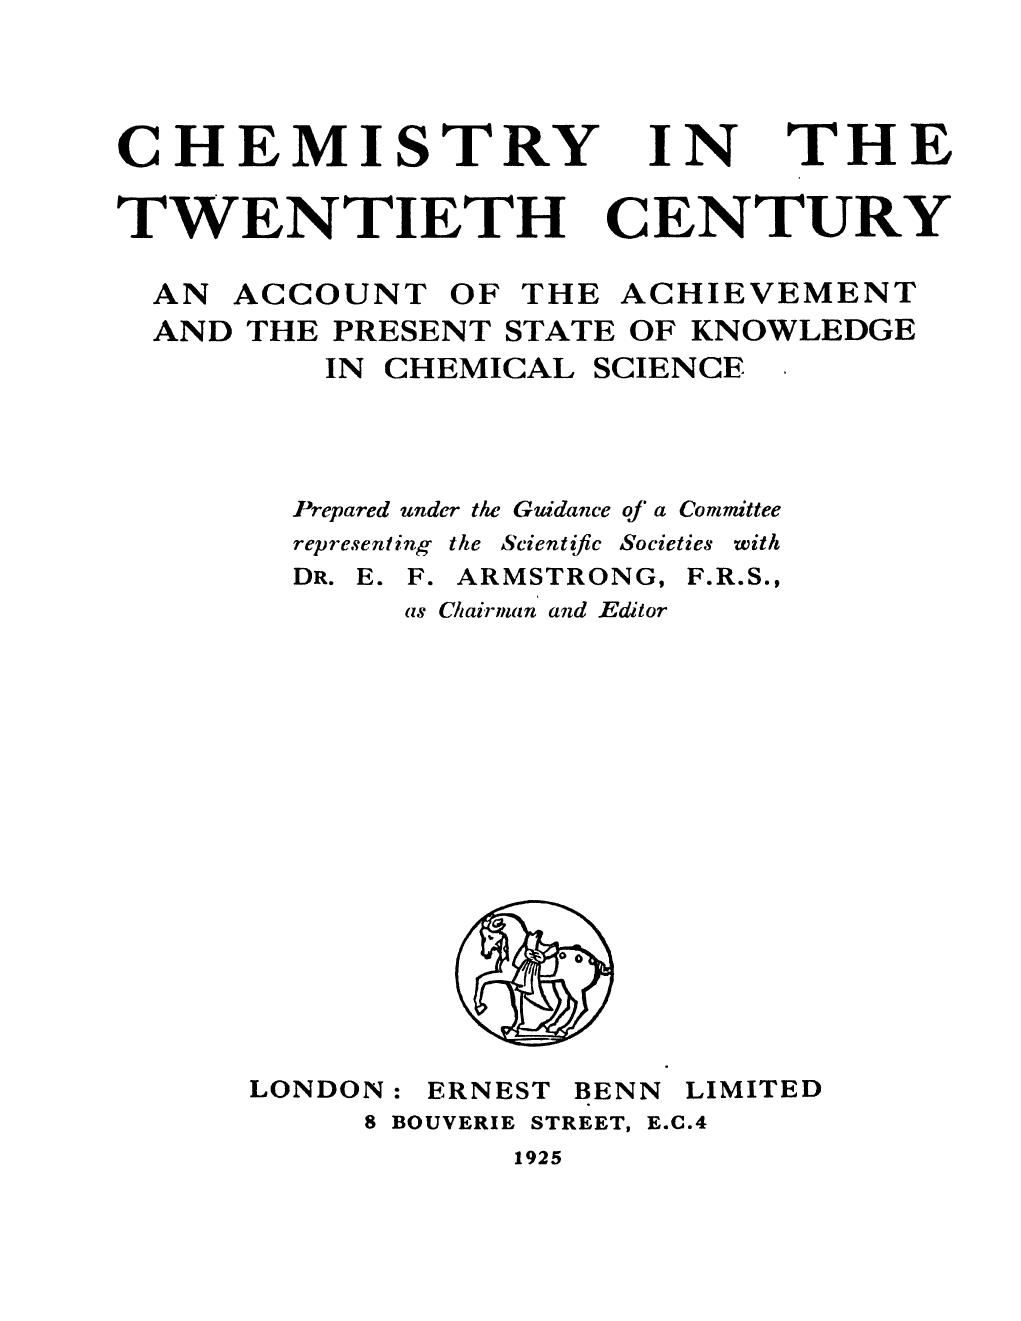 CHEMISTRY IN THE
TWENTIETH CENTURY
AN ACCOUNT OF THE ACHIEVEMENT
AND THE PRESENT STATE OF KNOWLEDGE
IN CHEMICAL SCIENCE
Prepared under the Guidance of a Committee
representing the Scientific Societies with
DR. E. F. ARMSTRONG, F.R.S.,
as Chairman and Editor
LONDON: ERNEST BENN LIMITED
8 BOUVERIE STREET, E.C.4
1925